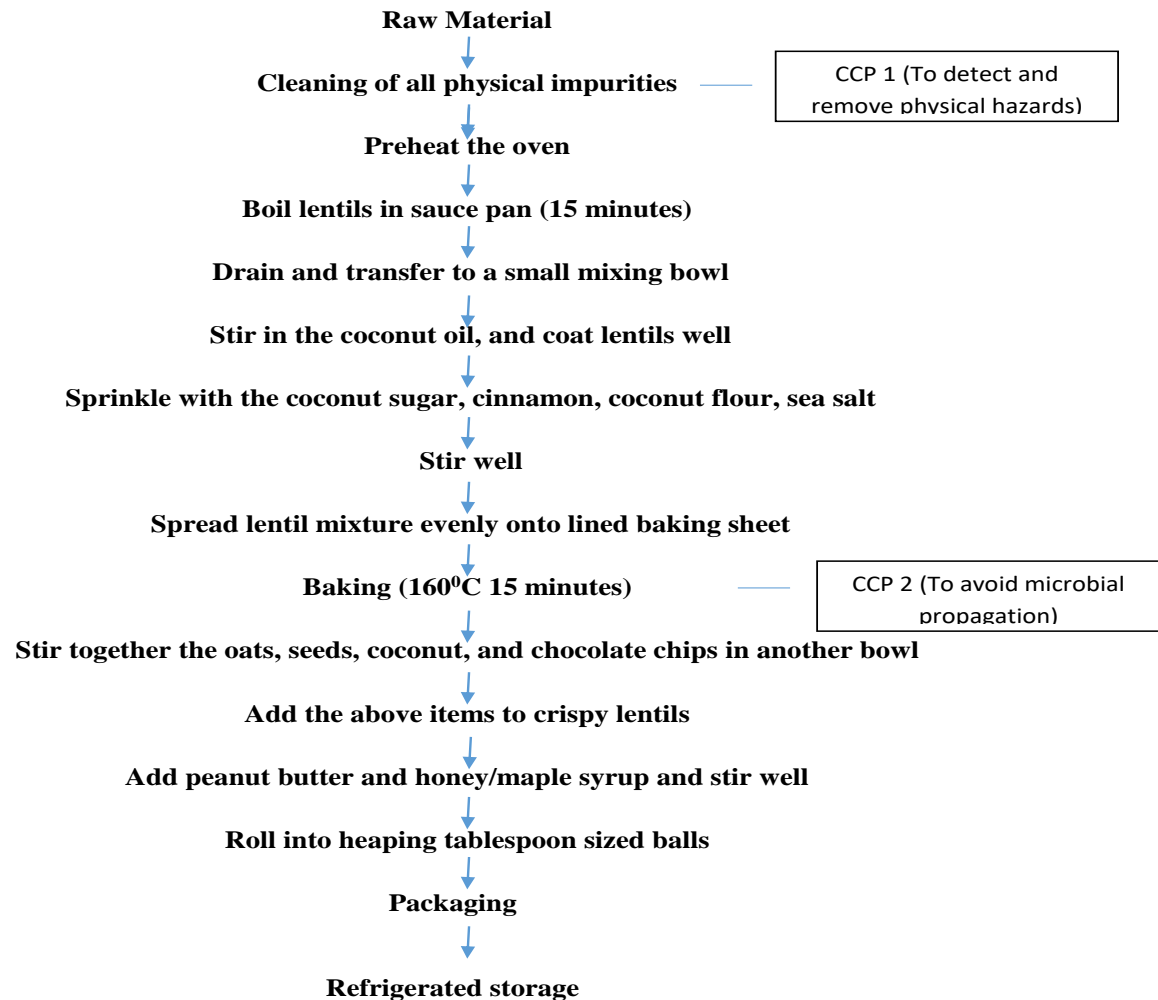 Raw Material
Cleaning of all physical impurities
CCP 1 (To detect and
remove physical hazards)
Preheat the oven
Boil lentils in sauce pan (15 minutes)
Drain and transfer to a small mixing bowl
Stir in the coconut oil, and coat lentils well
Sprinkle with the coconut sugar, cinnamon, coconut flour, sea salt
Stir well
Spread lentil mixture evenly onto lined baking sheet
Baking (160⁰C 15 minutes)
CCP 2 (To avoid microbial
propagation)
Stir together the oats, seeds, coconut, and chocolate chips in another bowl
Add the above items to crispy lentils
Add peanut butter and honey/maple syrup and stir well
Roll into heaping tablespoon sized balls
Packaging
Refrigerated storage